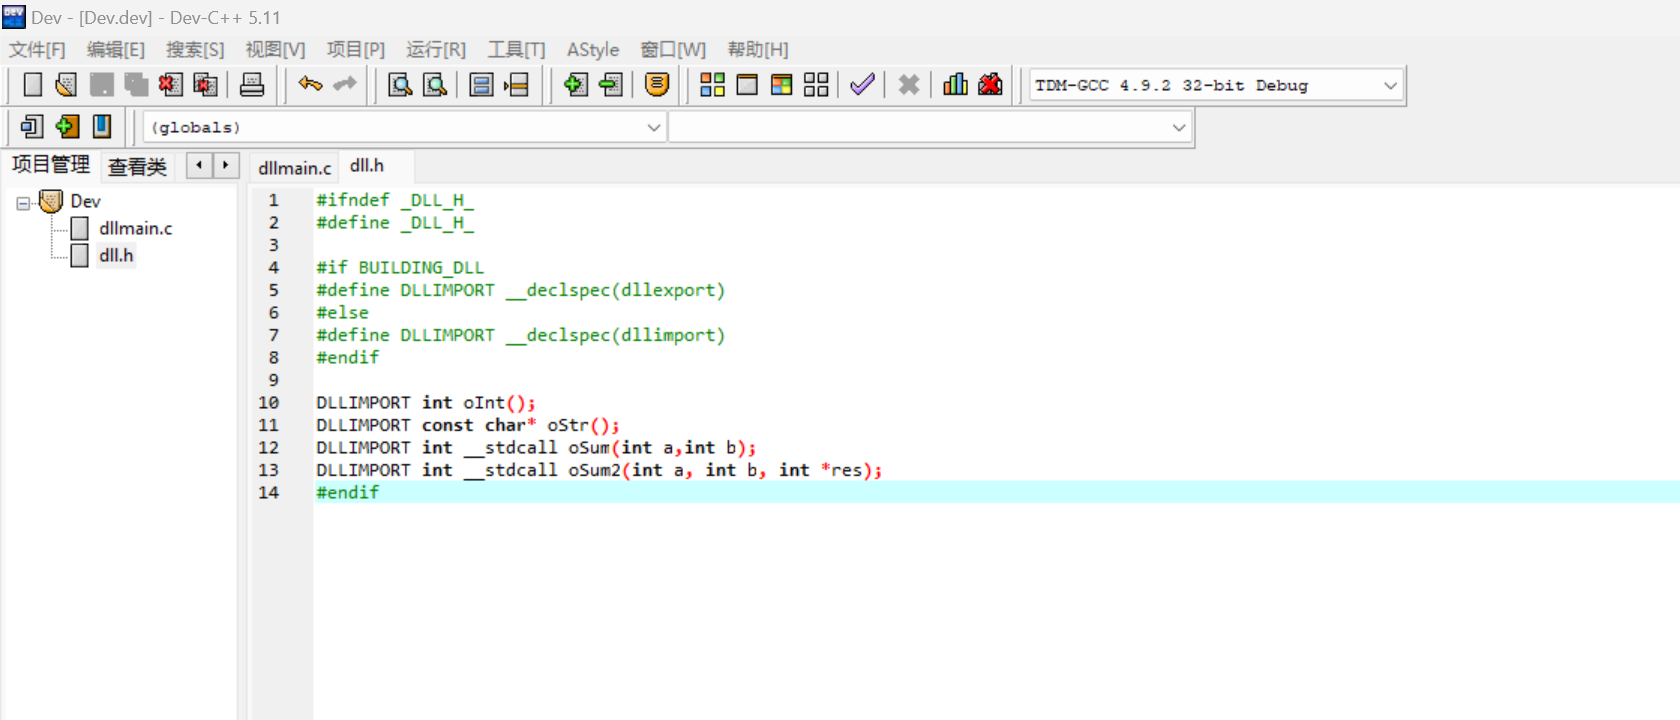 Dev - [Dev.dev] - Dev-C++ 5.11
文件[F] 编辑[E] 搜索[S] 视图[V] 项目[P] 运行[R] 工具[T] AStyle 窗口[W] 帮助[H]
TDM-GCC 4.9.2 32-bit Debug
(globals)
项目管理 查看类
dllmain.c dll.h
Dev
dllmain.c
dll.h
1 #ifndef _DLL_H_
2 #define _DLL_H_
3
4 #if BUILDING_DLL
5 #define DLLIMPORT __declspec(dllexport)
6 #else
7 #define DLLIMPORT __declspec(dllimport)
8 #endif
9
10 DLLIMPORT int oInt();
11 DLLIMPORT const char* oStr();
12 DLLIMPORT int __stdcall oSum(int a,int b);
13 DLLIMPORT int __stdcall oSum2(int a, int b, int *res);
14 #endif